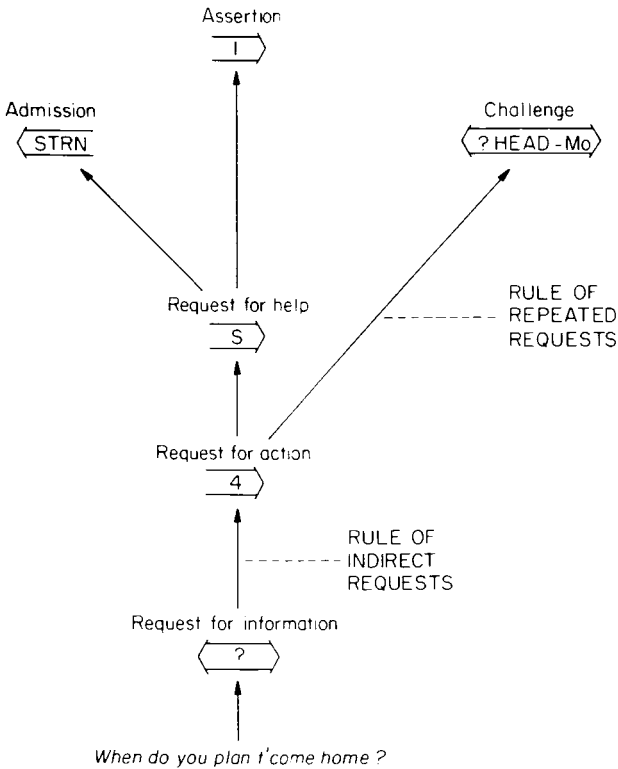 Assertion
1
Admission
STRN
Challenge
? HEAD - Mo
Request for help
S
RULE OF
REPEATED
REQUESTS
Request for action
4
RULE OF
INDIRECT
REQUESTS
Request for information
?
When do you plan t'come home ?